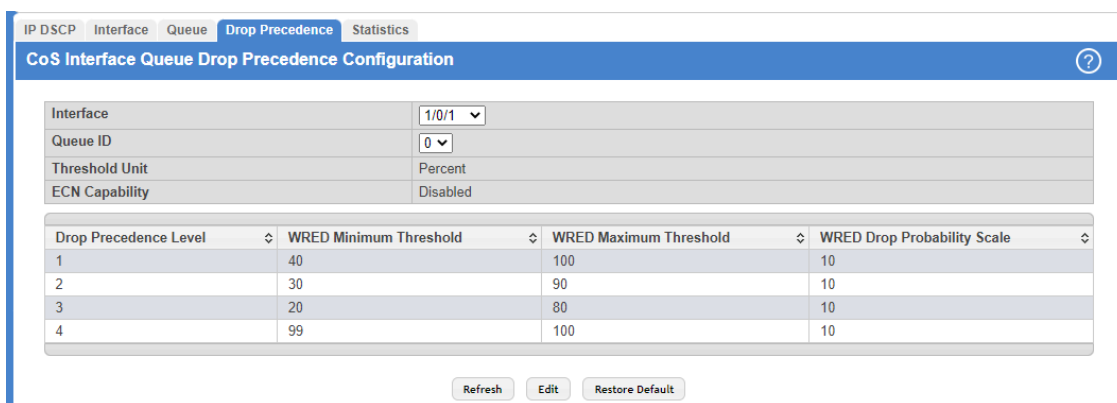 IP DSCP Interface Queue Drop Precedence Statistics
CoS Interface Queue Drop Precedence Configuration ?
Interface 1/0/1
Queue ID 0
Threshold Unit Percent
ECN Capability Disabled
Drop Precedence Level WRED Minimum Threshold WRED Maximum Threshold WRED Drop Probability Scale
1 40 100 10
2 30 90 10
3 20 80 10
4 99 100 10
Refresh Edit Restore Default